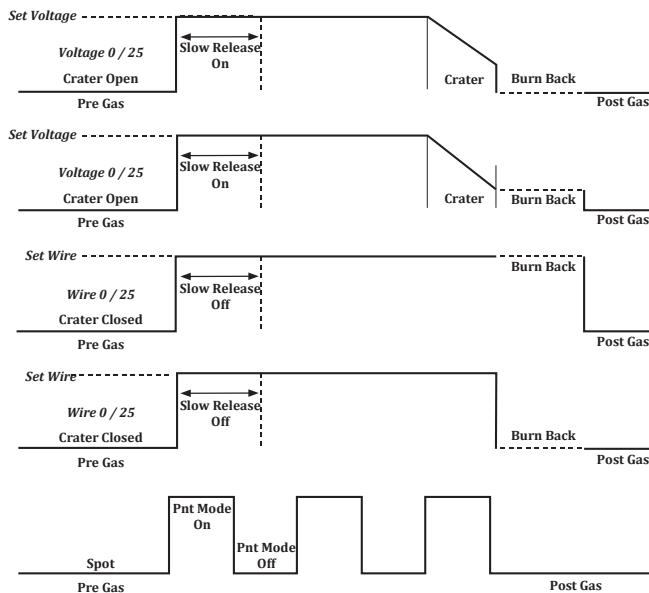 Set Voltage
Voltage 0 / 25
Slow Release
On
Crater Open
Crater
Burn Back
Pre Gas
Post Gas
Set Voltage
Voltage 0 / 25
Slow Release
On
Crater Open
Crater
Burn Back
Pre Gas
Post Gas
Set Wire
Burn Back
Wire 0 / 25
Slow Release
Off
Crater Closed
Pre Gas
Post Gas
Set Wire
Wire 0 / 25
Slow Release
Off
Crater Closed
Burn Back
Pre Gas
Post Gas
Pnt Mode
On
Pnt Mode
Off
Spot
Pre Gas
Post Gas